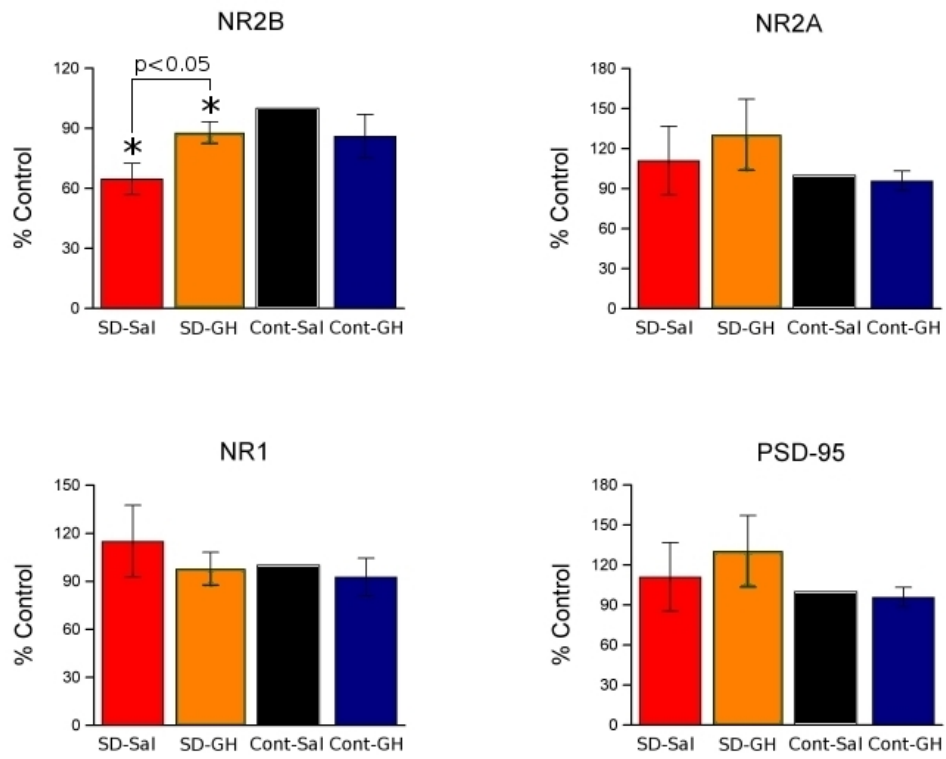 NR2B
NR2A
p<0.05
*
*
120
90
60
30
0
% Control
SD-Sal SD-GH Cont-Sal Cont-GH
180
150
120
90
60
30
0
% Control
SD-Sal SD-GH Cont-Sal Cont-GH
NR1
PSD-95
150
120
90
60
30
0
% Control
SD-Sal SD-GH Cont-Sal Cont-GH
180
150
120
90
60
30
0
% Control
SD-Sal SD-GH Cont-Sal Cont-GH